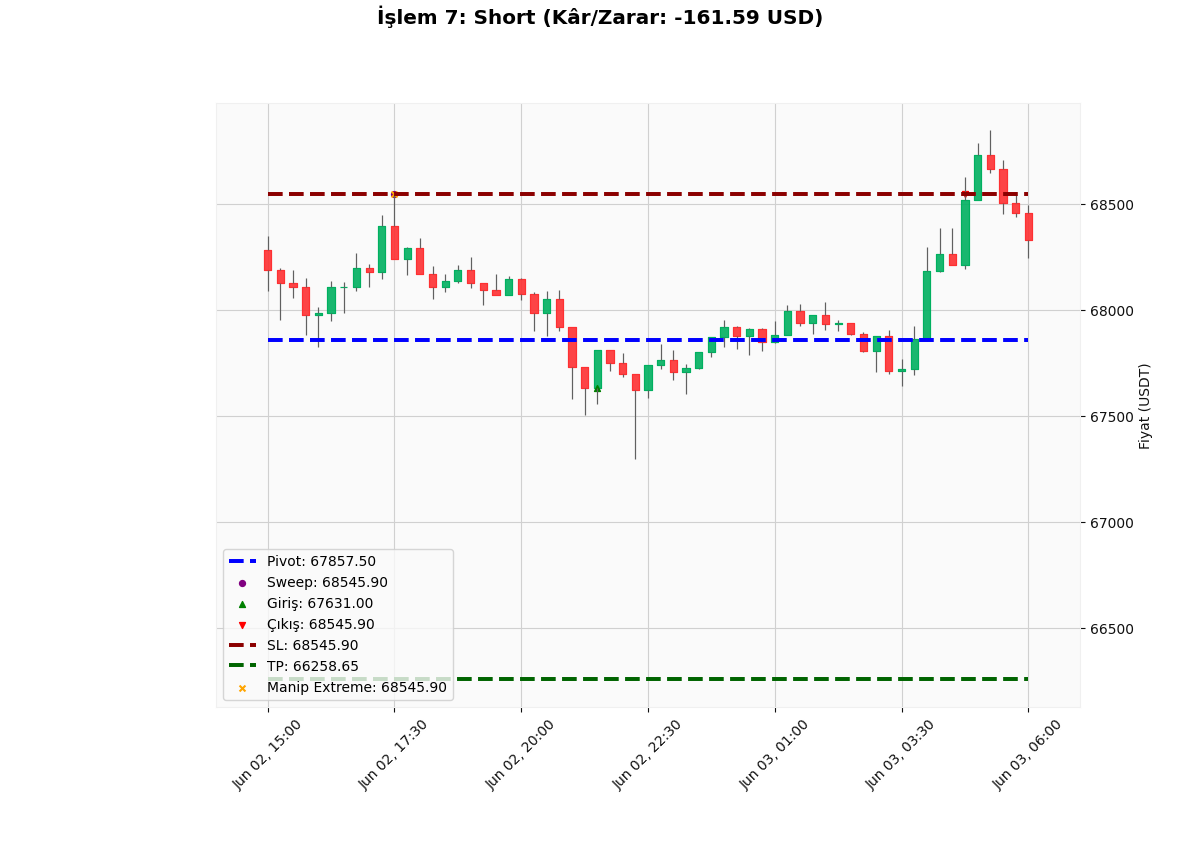 İşlem 7: Short (Kâr/Zarar: -161.59 USD)
68500
68000
67500
67000
66500
Fiyat (USDT)
Pivot: 67857.50
Sweep: 68545.90
Giriş: 67631.00
Çıkış: 68545.90
SL: 68545.90
TP: 66258.65
Manip Extreme: 68545.90
Jun 02, 15:00
Jun 02, 17:30
Jun 02, 20:00
Jun 02, 22:30
Jun 03, 01:00
Jun 03, 03:30
Jun 03, 06:00